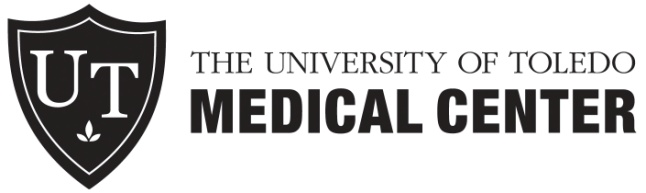 UT
THE UNIVERSITY OF TOLEDO
MEDICAL CENTER